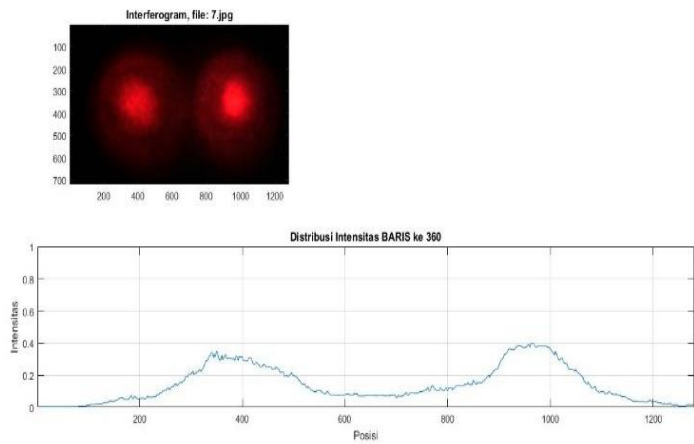 Interferogram, file: 7.jpg
100
200
300
400
500
600
700
200 400 600 800 1000 1200
Distribusi Intensitas BARIS ke 360
1
0.8
0.6
0.4
0.2
0
Intensitas
200 400 600 800 1000 1200
Posisi